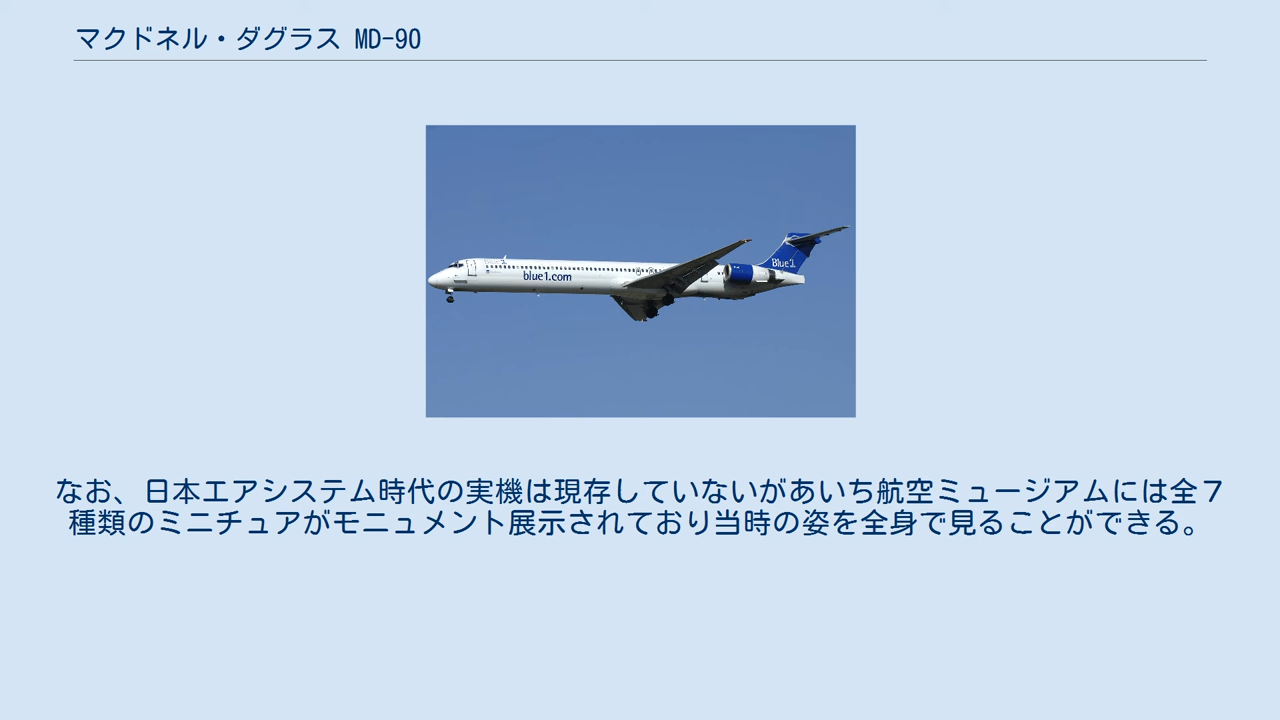 マクドネル・ダグラス MD-90
blue1.com
Blue1
なお、日本エアシステム時代の実機は現存していないがあいち航空ミュージアムには全７
種類のミニチュアがモニュメント展示されており当時の姿を全身で見ることができる。